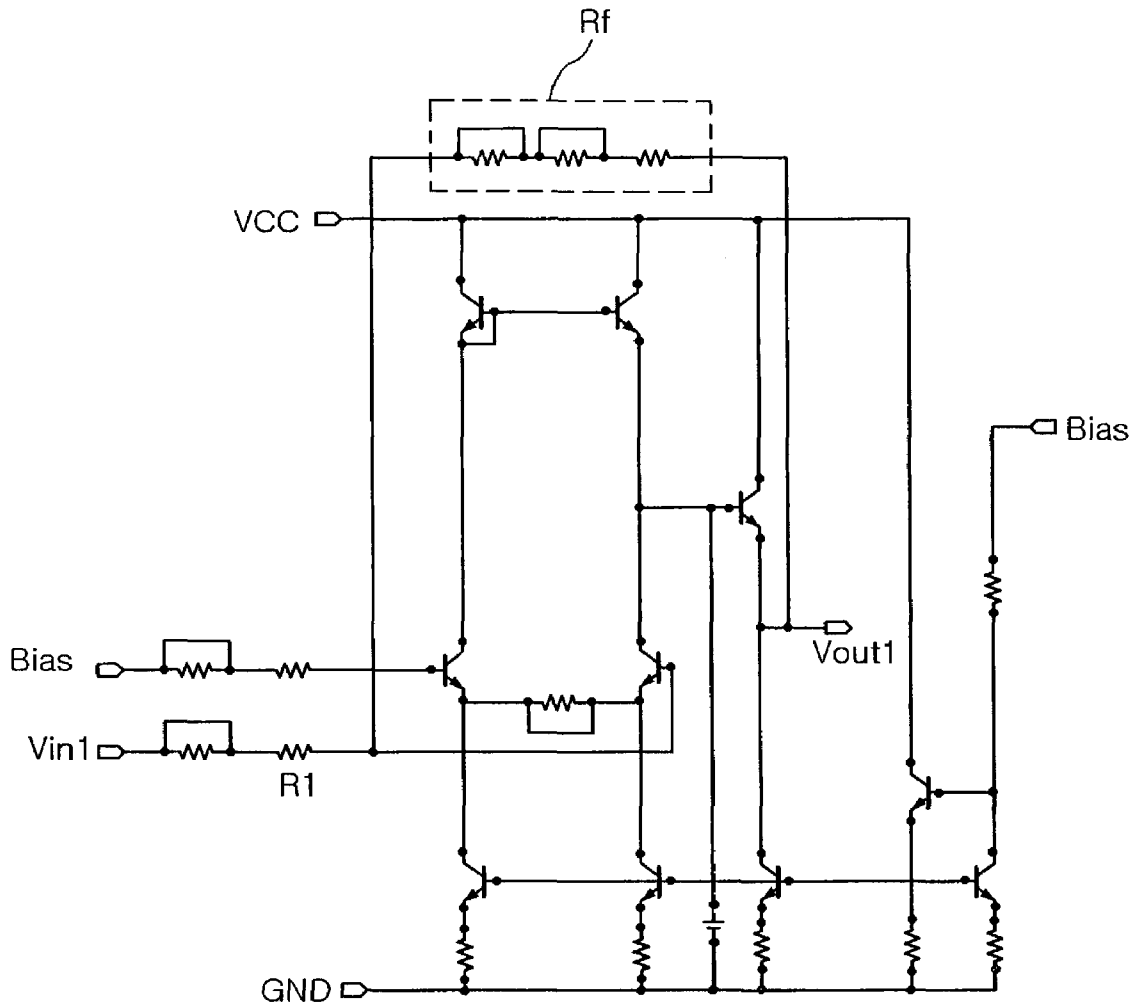 Rf
VCC
Bias
Bias
Vout1
Vin1
R1
GND